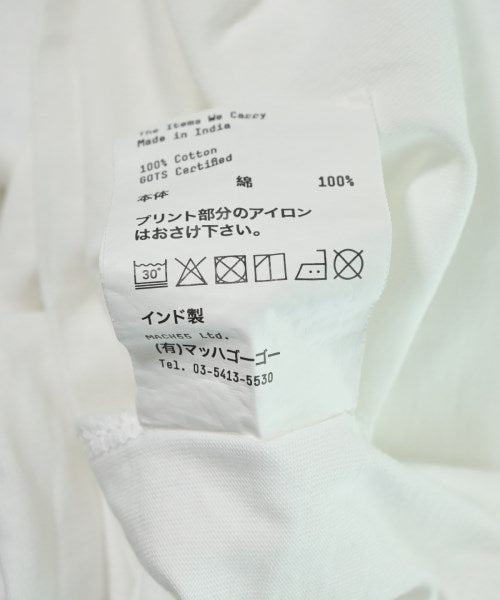 The Items We Carry
Made in India
100% Cotton
GOTS Certified
本体 綿 100%
プリント部分のアイロン
はおさけ下さい。
30°
インド製
Ltd.
(有)マッハゴーゴー
Tel. 03-5413-5530